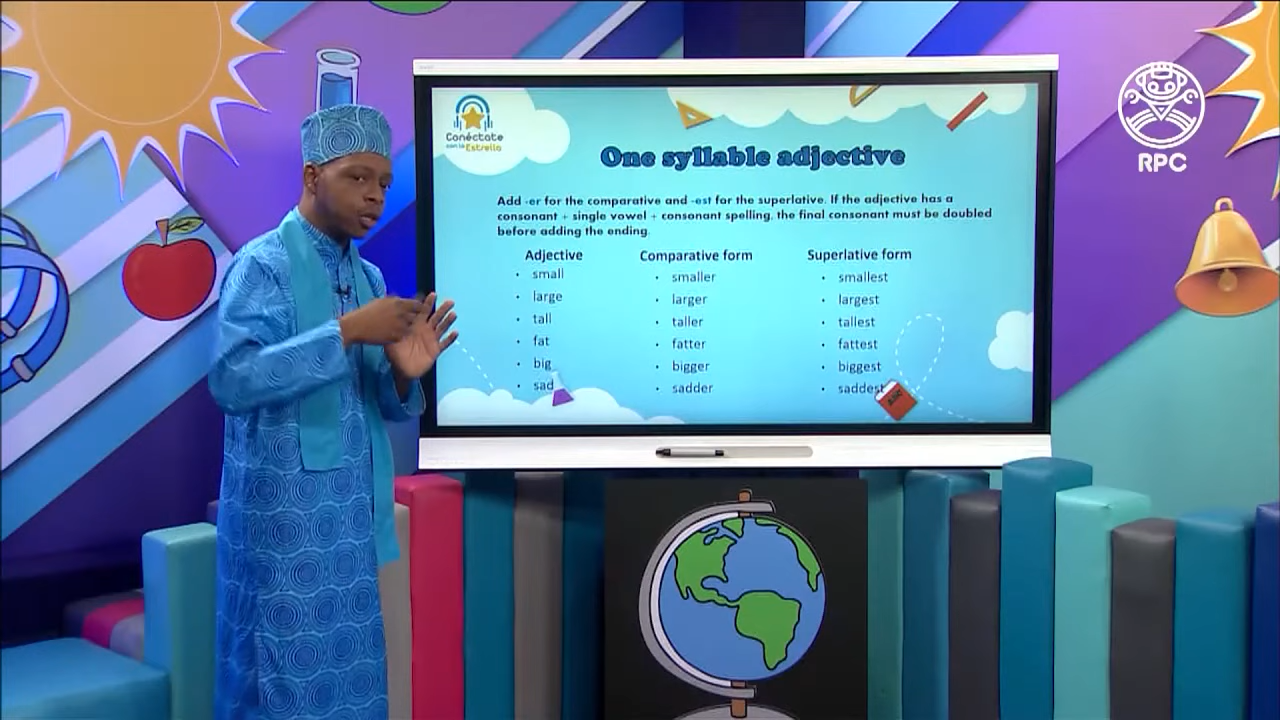 Conéctate
con la Estrella
RPC
One syllable adjective
Add -er for the comparative and -est for the superlative. If the adjective has a
consonant + single vowel + consonant spelling, the final consonant must be doubled
before adding the ending.
Adjective Comparative form Superlative form
• small • smaller • smallest
• large • larger • largest
• tall • taller • tallest
• fat • fatter • fattest
• big • bigger • biggest
• sad • sadder • saddest
ABC